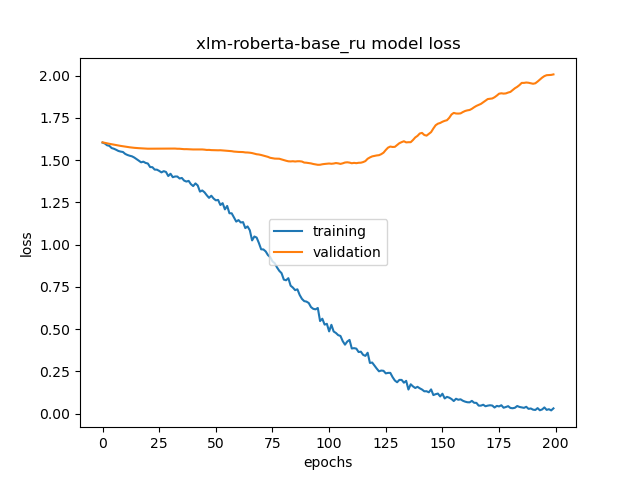 xlm-roberta-base_ru model loss
2.00
1.75
1.50
1.25
1.00
0.75
0.50
0.25
0.00
loss
training
validation
0 25 50 75 100 125 150 175 200
epochs